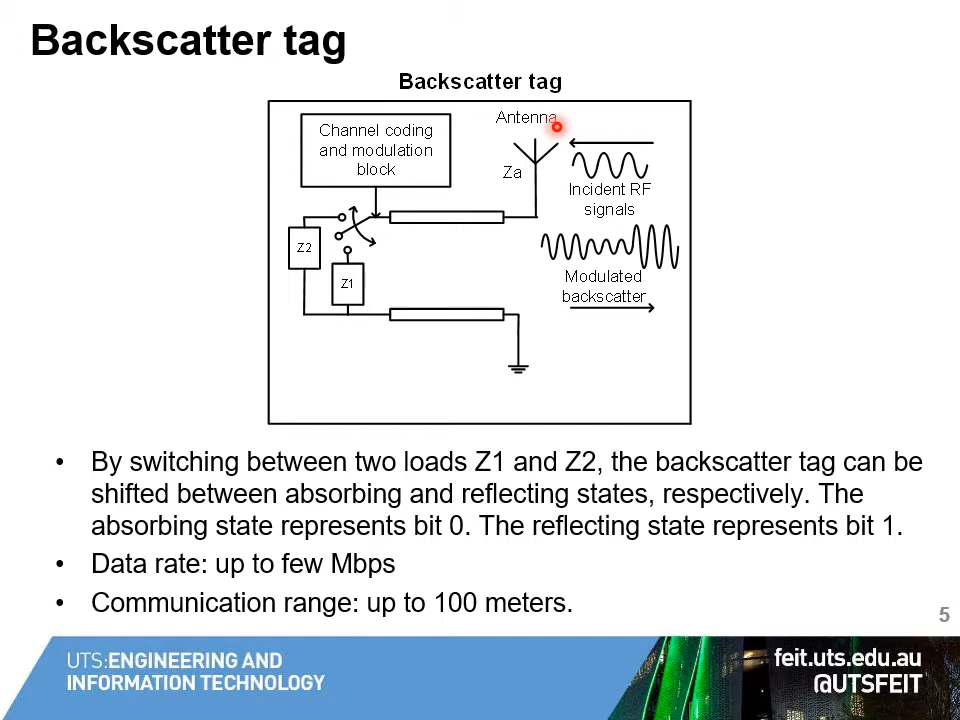 Backscatter tag
Backscatter tag
Channel coding
and modulation
block
Antenna
Za
Incident RF
signals
Z2
Z1
Modulated
backscatter
• By switching between two loads Z1 and Z2, the backscatter tag can be
shifted between absorbing and reflecting states, respectively. The
absorbing state represents bit 0. The reflecting state represents bit 1.
• Data rate: up to few Mbps
• Communication range: up to 100 meters.
5
UTS:ENGINEERING AND
INFORMATION TECHNOLOGY
feit.uts.edu.au
@UTSFEIT